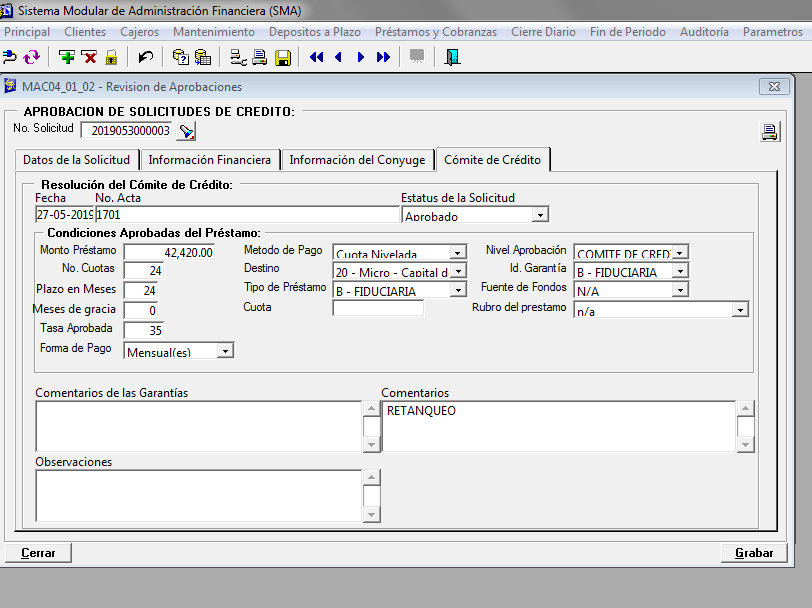 Sistema Modular de Administración Financiera (SMA)
Principal Clientes Cajeros Mantenimiento Depositos a Plazo Préstamos y Cobranzas Cierre Diario Fin de Periodo Auditoría Parametros
MAC04_01_02 - Revision de Aprobaciones
APROBACION DE SOLICITUDES DE CREDITO:
No. Solicitud 2019053000003
Datos de la Solicitud Información Financiera Información del Conyuge Cómite de Crédito
Resolución del Cómite de Crédito:
Fecha No. Acta Estatus de la Solicitud
27-05-2019 1701 Aprobado
Condiciones Aprobadas del Préstamo:
Monto Préstamo 42,420.00 Metodo de Pago Cuota Nivelada Nivel Aprobación COMITE DE CRED
No. Cuotas 24 Destino 20 - Micro - Capital d Id. Garantía B - FIDUCIARIA
Plazo en Meses 24 Tipo de Préstamo B - FIDUCIARIA Fuente de Fondos N/A
Meses de gracia 0 Cuota Rubro del prestamo n/a
Tasa Aprobada 35
Forma de Pago Mensual(es)
Comentarios de las Garantías Comentarios
RETANQUEO
Observaciones
Cerrar Grabar